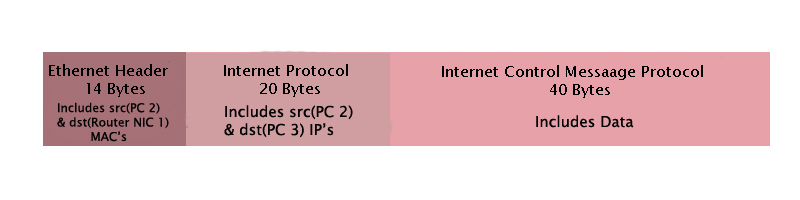 Ethernet Header
14 Bytes
Includes src(PC 2)
& dst(Router NIC 1)
MAC's
Internet Protocol
20 Bytes
Includes src(PC 2)
& dst(PC 3) IP's
Internet Control Messaage Protocol
40 Bytes
Includes Data